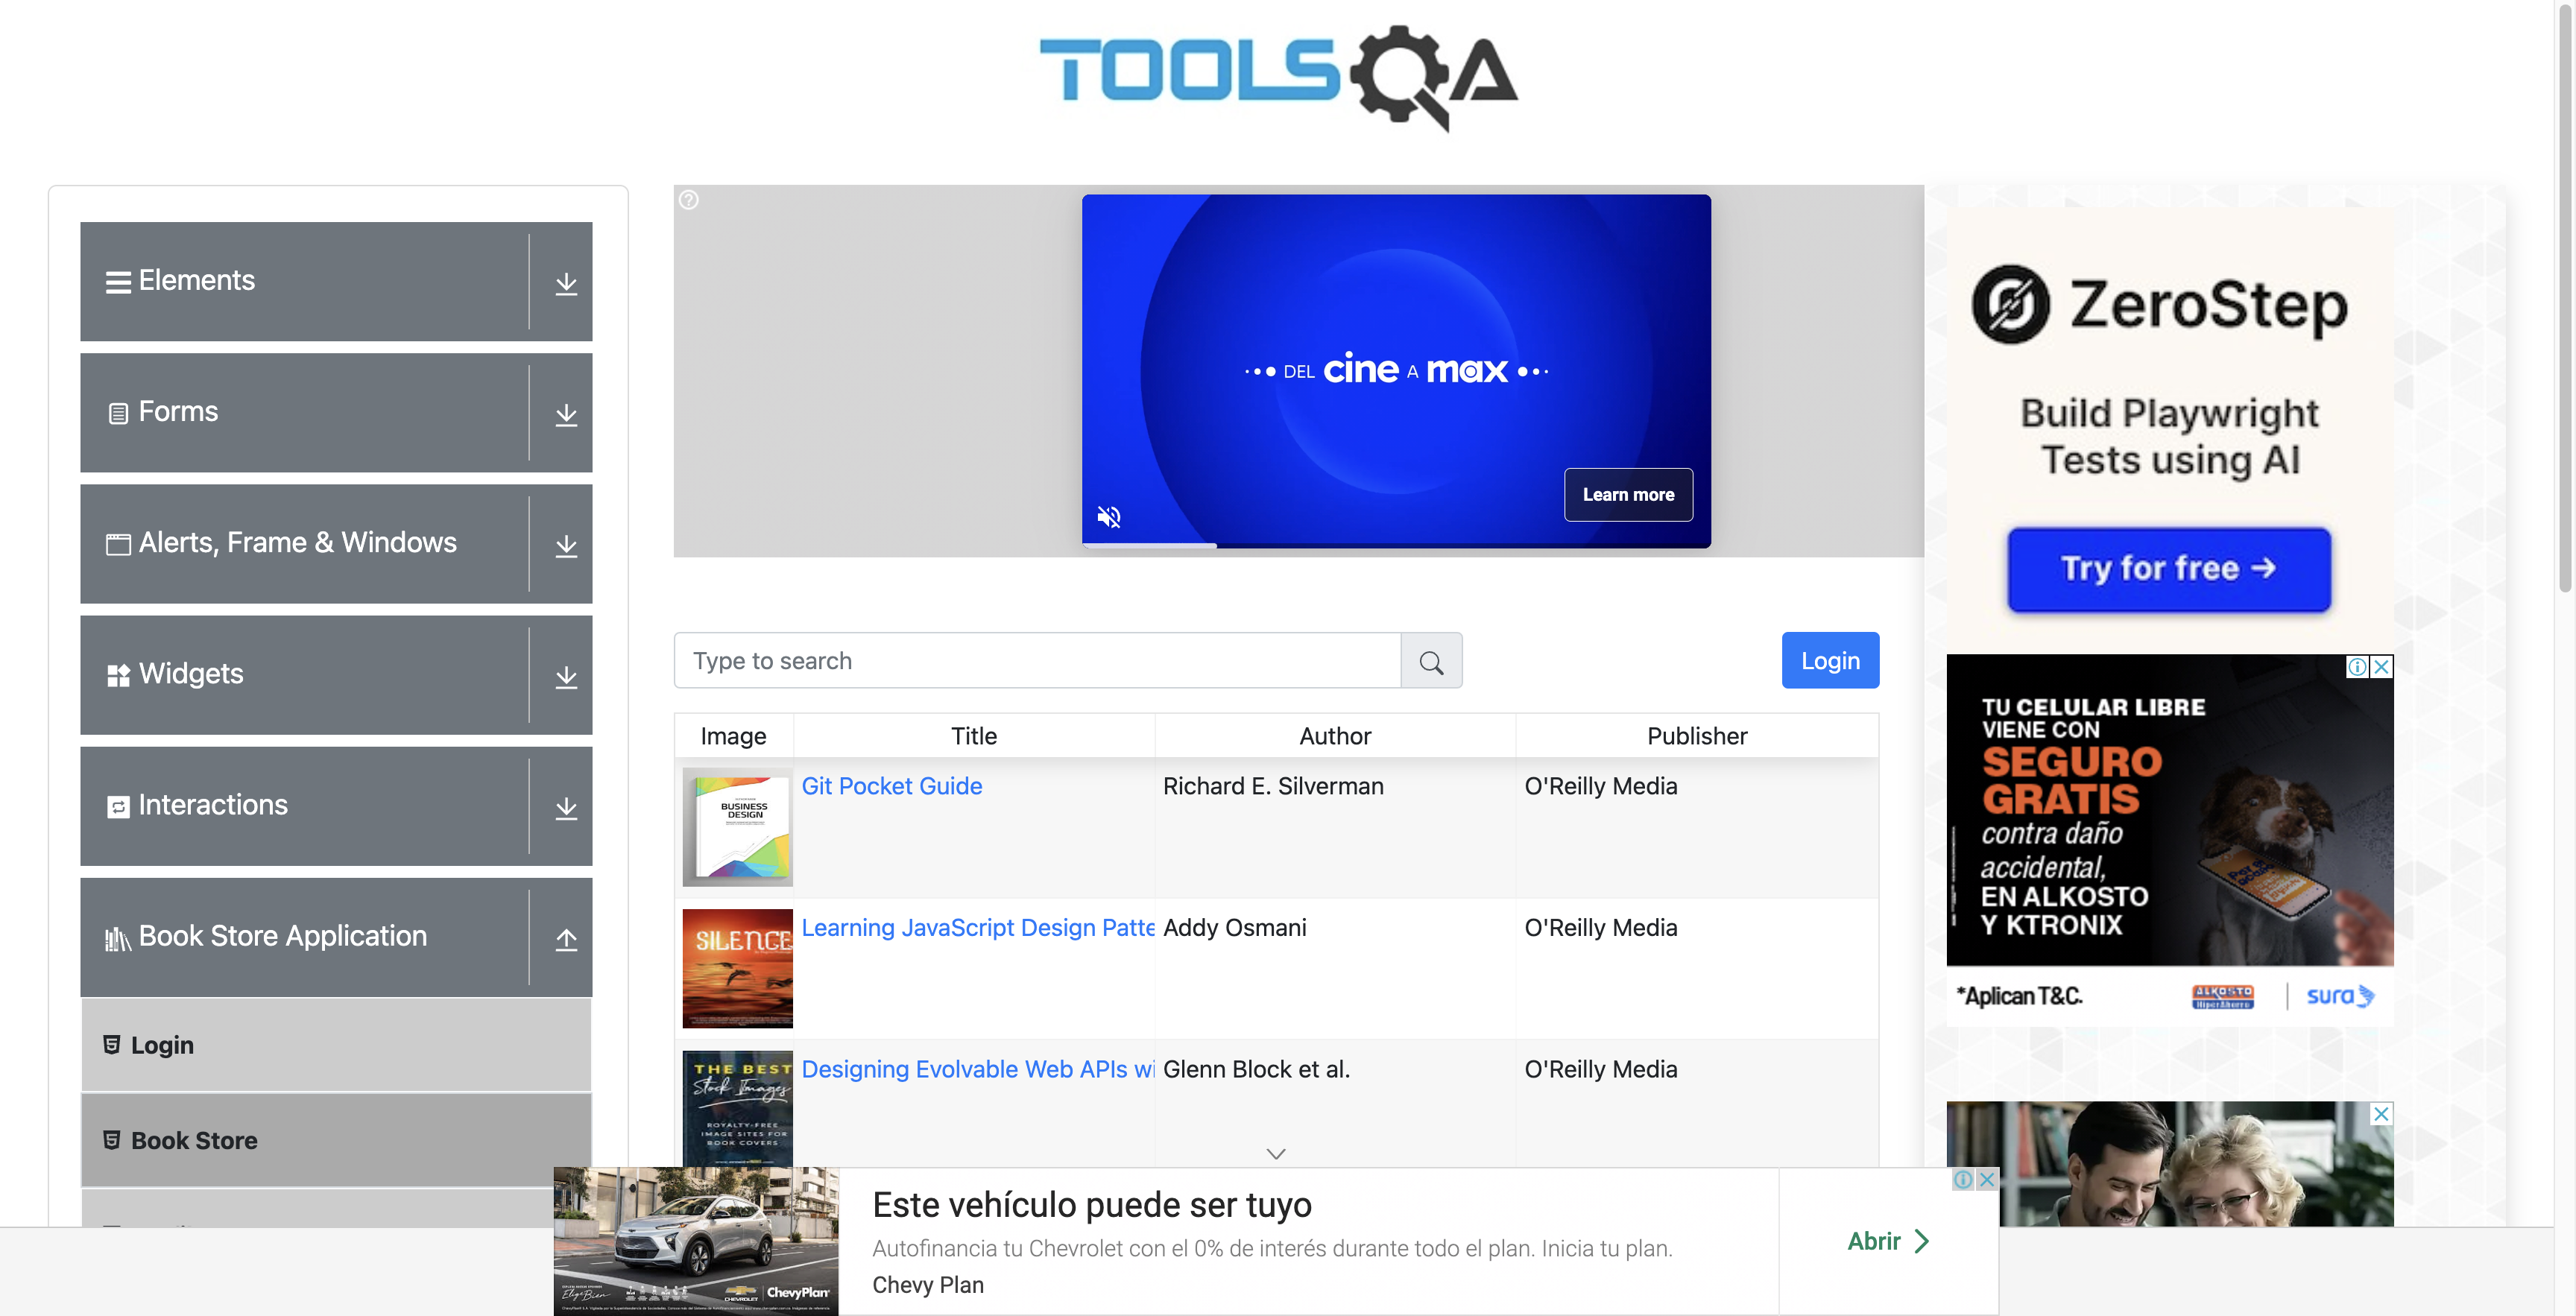 TOOLSQA
Elements
Forms
Alerts, Frame & Windows
Widgets
Interactions
Book Store Application
Login
Book Store
DEL cine A max
Learn more
Type to search
Login
Image Title Author Publisher
BUSINESS
DESIGN
Git Pocket Guide Richard E. Silverman O'Reilly Media
SILENCE
Learning JavaScript Design Patte Addy Osmani O'Reilly Media
THE BEST
Stock Images
ROYALTY-FREE
IMAGE SITES FOR
BOOK COVERS
Designing Evolvable Web APIs wi Glenn Block et al. O'Reilly Media
ZeroStep
Build Playwright
Tests using AI
Try for free →
TU CELULAR LIBRE
VIENE CON
SEGURO
GRATIS
contra daño
accidental,
EN ALKOSTO
Y KTRONIX
*Aplican T&C.
ALKOSTO
HiperAhorro
sura
Este vehículo puede ser tuyo
Autofinancia tu Chevrolet con el 0% de interés durante todo el plan. Inicia tu plan.
Chevy Plan
Abrir
Elige Bien
CHEVROLET
ChevyPlan